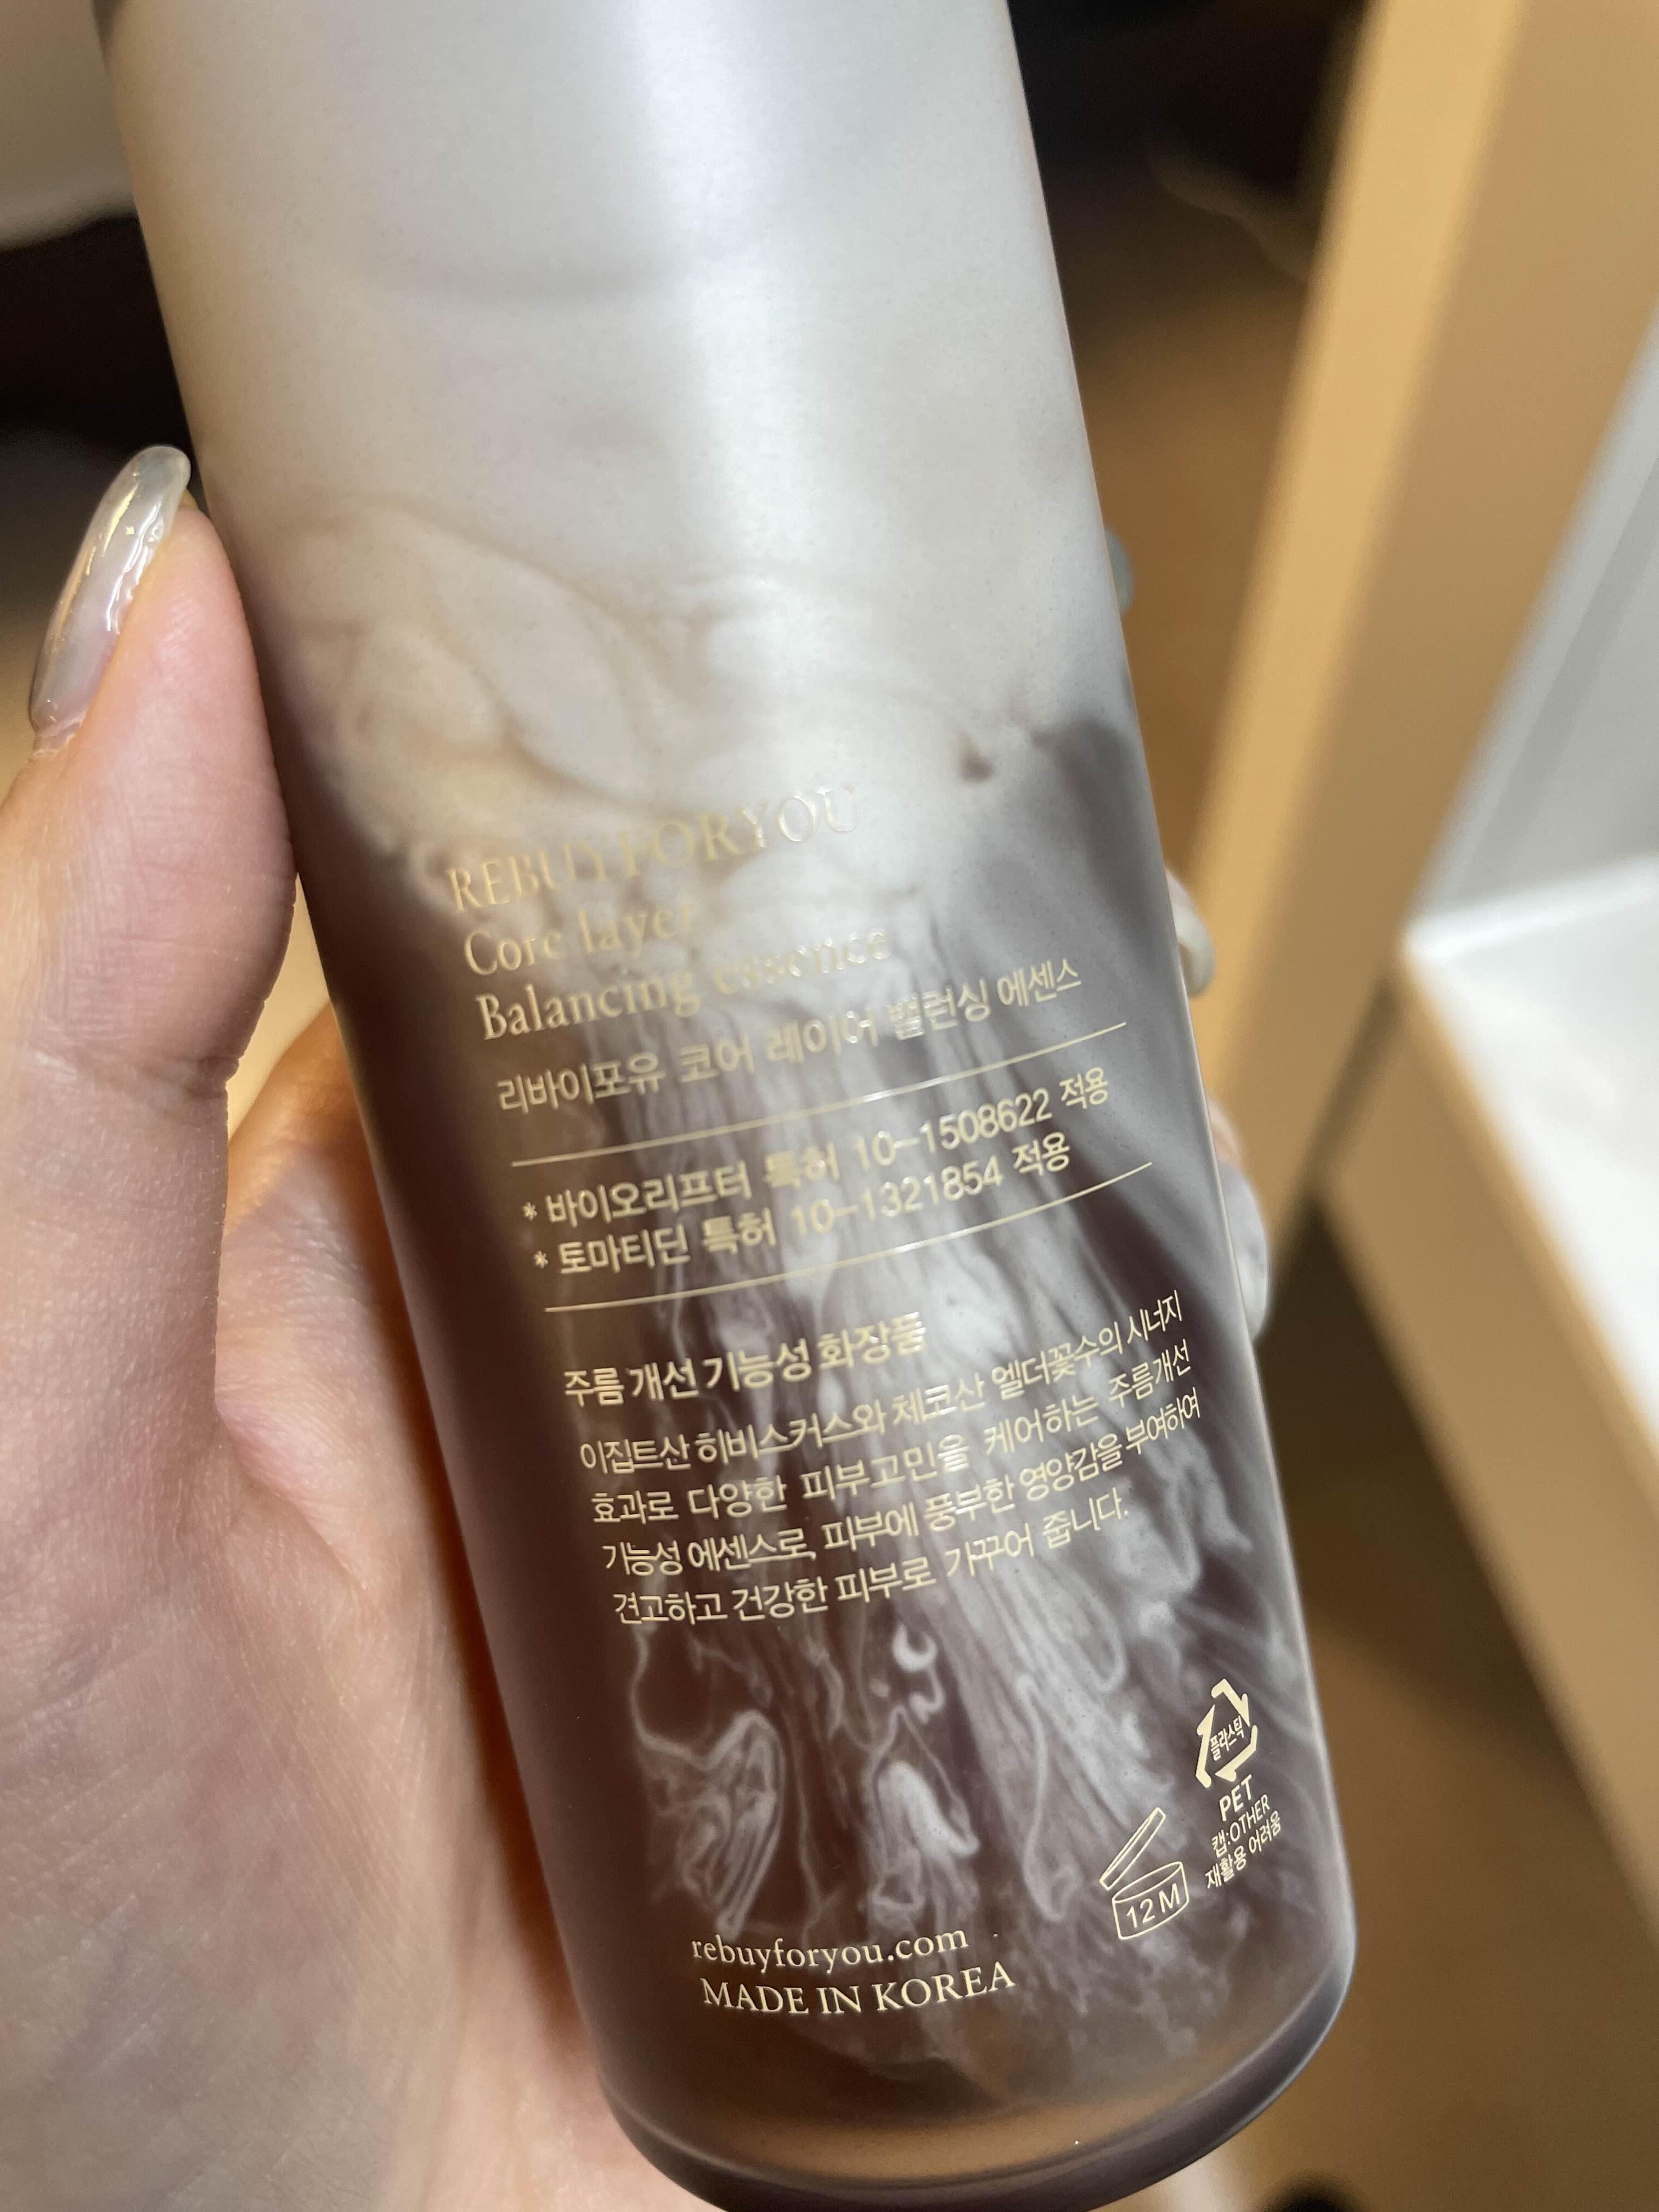 REBUYFORYOU
Core layer
Balancing essence
리바이포유 코어 레이어 밸런싱 에센스
* 바이오리프터 특허 10-1508622 적용
* 토마티딘 특허 10-1321854 적용
주름 개선 기능성 화장품
이집트산 히비스커스와 체코산 엘더꽃수의 시너지
효과로 다양한 피부고민을 케어하는 주름개선
기능성 에센스로, 피부에 풍부한 영양감을 부여하여
견고하고 건강한 피부로 가꾸어 줍니다.
플라스틱
PET
캡:OTHER
재활용 어려움
12M
rebuyforyou.com
MADE IN KOREA